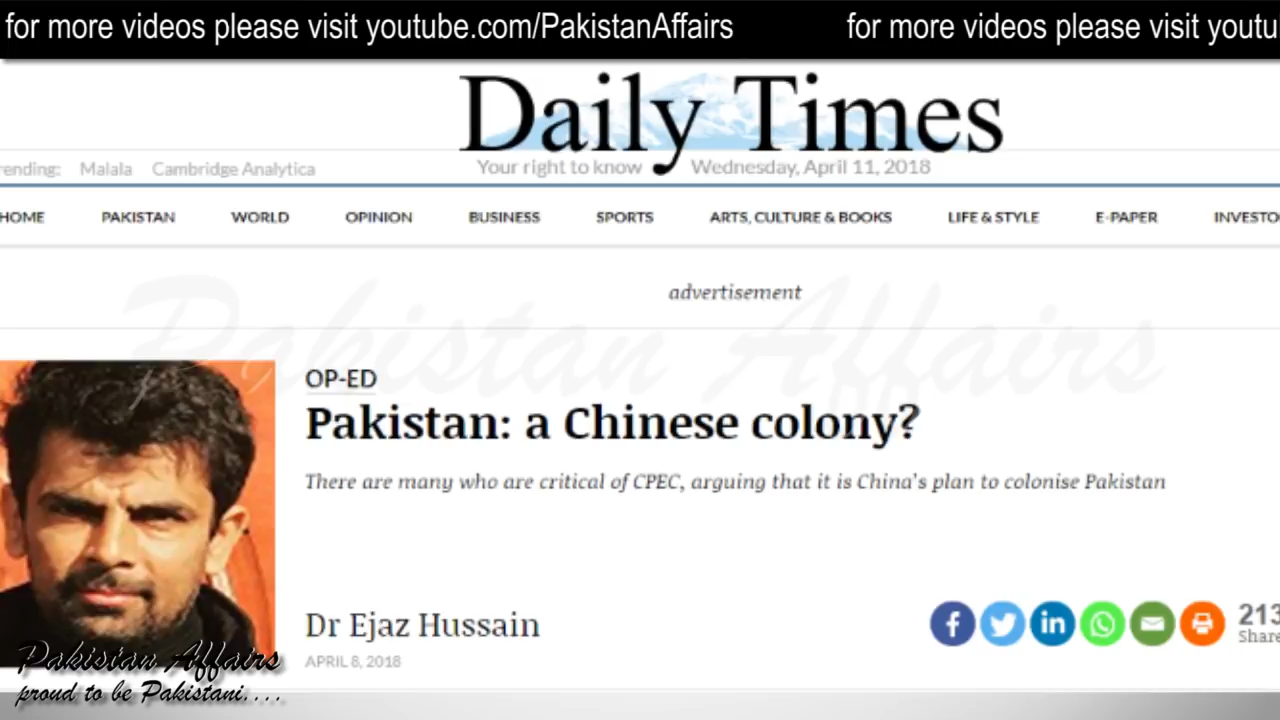 for more videos please visit youtube.com/PakistanAffairs for more videos please visit youtu
Daily Times
rending: Malala Cambridge Analytica
Your right to know Wednesday, April 11, 2018
HOME PAKISTAN WORLD OPINION BUSINESS SPORTS ARTS, CULTURE & BOOKS LIFE & STYLE E-PAPER INVESTO
advertisement
Pakistan Affairs
OP-ED
Pakistan: a Chinese colony?
There are many who are critical of CPEC, arguing that it is China's plan to colonise Pakistan
Dr Ejaz Hussain
APRIL 8, 2018
213
Share
Pakistan Affairs
proud to be Pakistani....